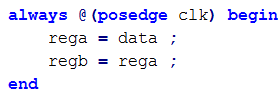 always @(posedge clk) begin
    rega = data ;
    regb = rega ;
end